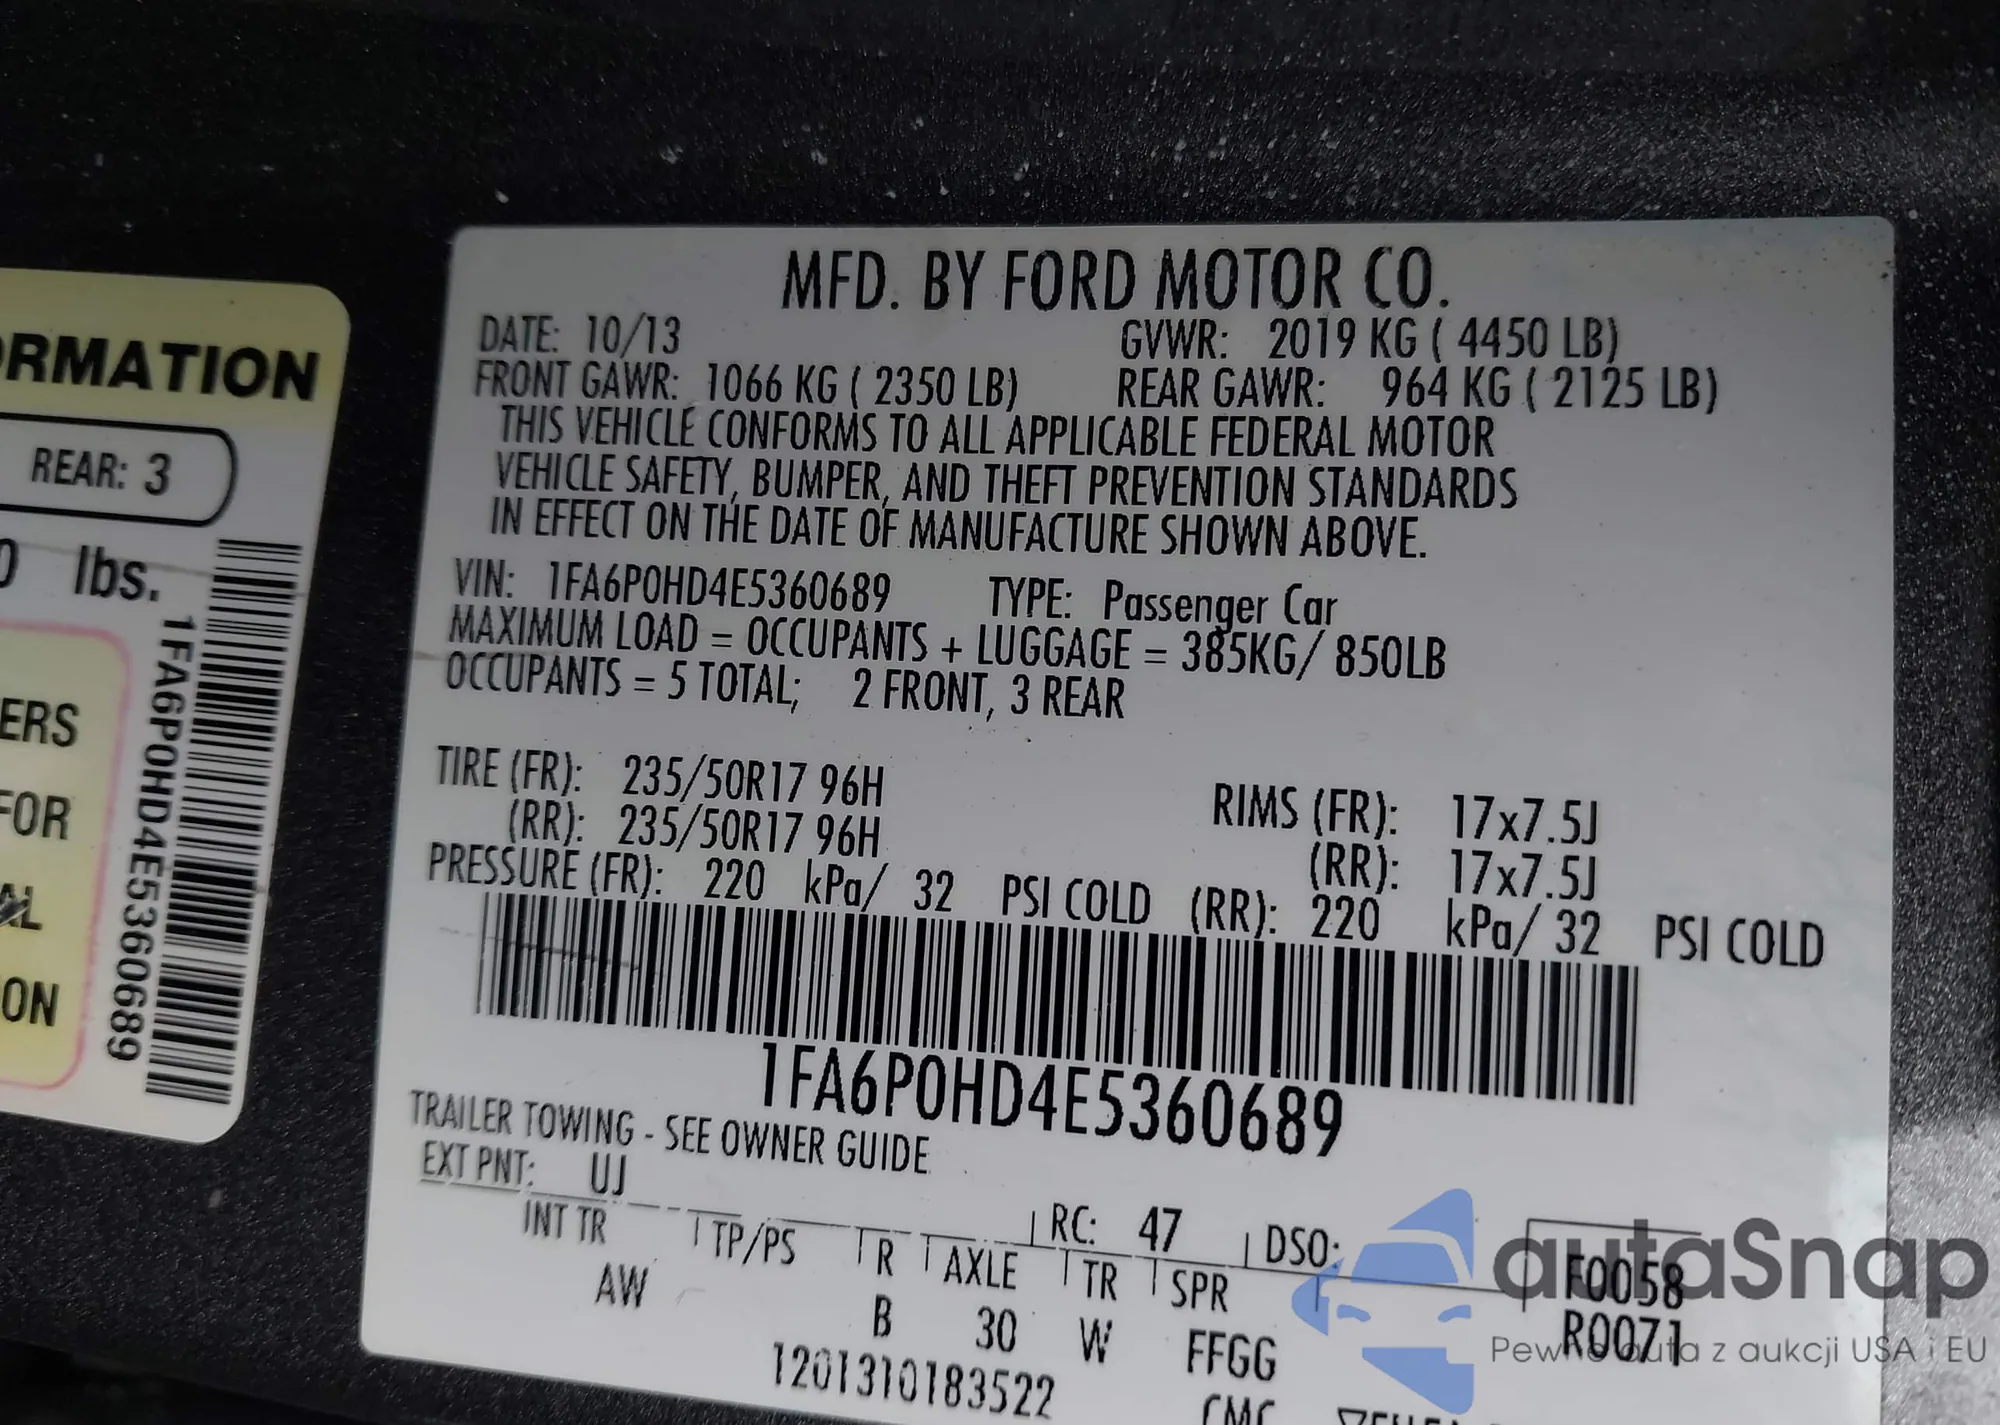 RMATION
REAR: 3
0 lbs.
1FA6P0HD4E5360689
ERS
FOR
AL
ON
MFD. BY FORD MOTOR CO.
DATE: 10/13 GVWR: 2019 KG ( 4450 LB)
FRONT GAWR: 1066 KG ( 2350 LB) REAR GAWR: 964 KG ( 2125 LB)
THIS VEHICLE CONFORMS TO ALL APPLICABLE FEDERAL MOTOR
VEHICLE SAFETY, BUMPER, AND THEFT PREVENTION STANDARDS
IN EFFECT ON THE DATE OF MANUFACTURE SHOWN ABOVE.
VIN: 1FA6P0HD4E5360689 TYPE: Passenger Car
MAXIMUM LOAD = OCCUPANTS + LUGGAGE = 385KG/ 850LB
OCCUPANTS = 5 TOTAL; 2 FRONT, 3 REAR
TIRE (FR): 235/50R17 96H RIMS (FR): 17x7.5J
(RR): 235/50R17 96H (RR): 17x7.5J
PRESSURE (FR): 220 kPa/ 32 PSI COLD (RR): 220 kPa/ 32 PSI COLD
1FA6P0HD4E5360689
TRAILER TOWING - SEE OWNER GUIDE
EXT PNT: UJ RC: 47 DSO:
INT TR TP/PS R AXLE TR SPR F0058
AW B 30 W FFGG R0071
1201310183522
autaSnap
Pewne auta z aukcji USA i EU